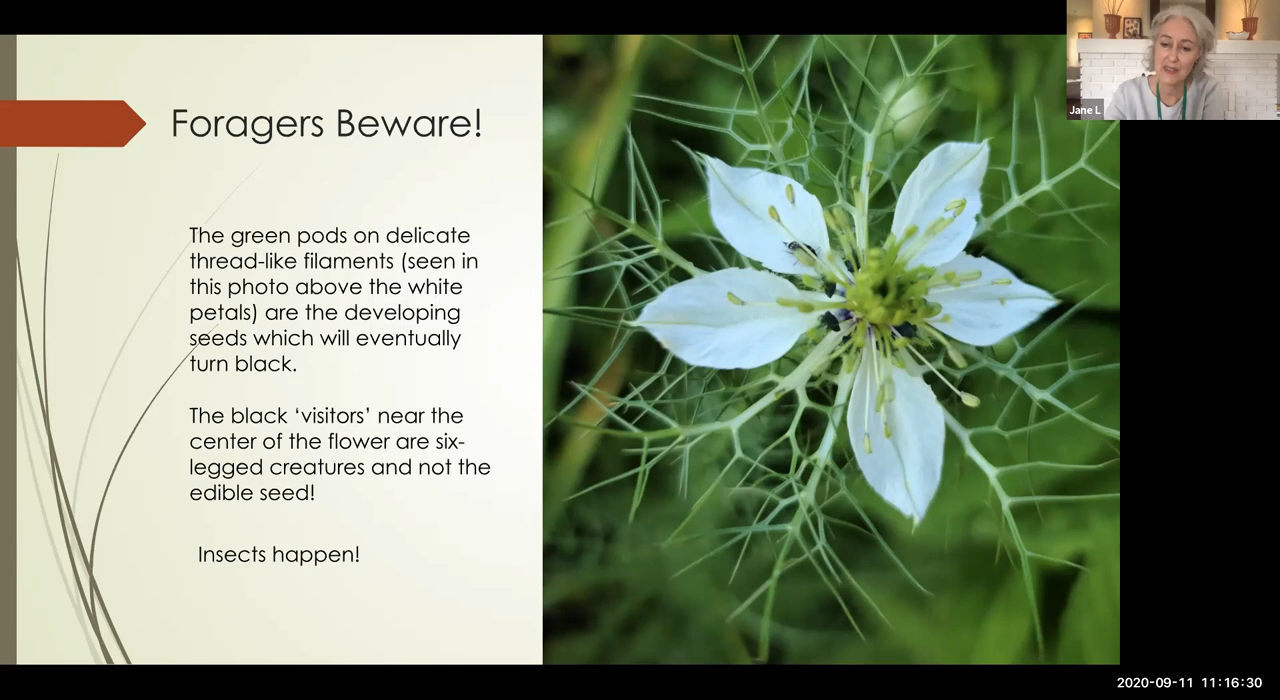 Foragers Beware!
The green pods on delicate
thread-like filaments (seen in
this photo above the white
petals) are the developing
seeds which will eventually
turn black.
The black ‘visitors’ near the
center of the flower are six-
legged creatures and not the
edible seed!
Insects happen!
Jane L
2020-09-11 11:16:30